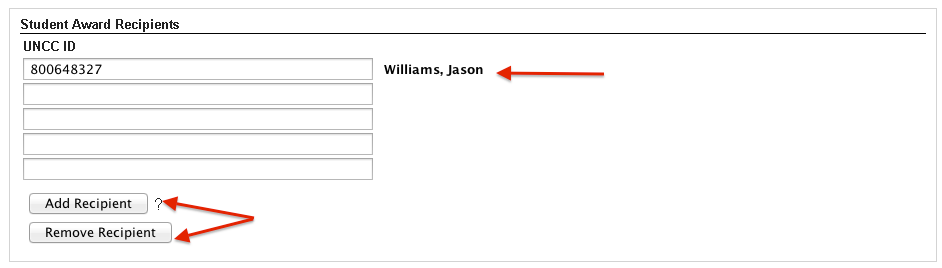 Student Award Recipients
UNCC ID
800648327 Williams, Jason
Add Recipient ?
Remove Recipient